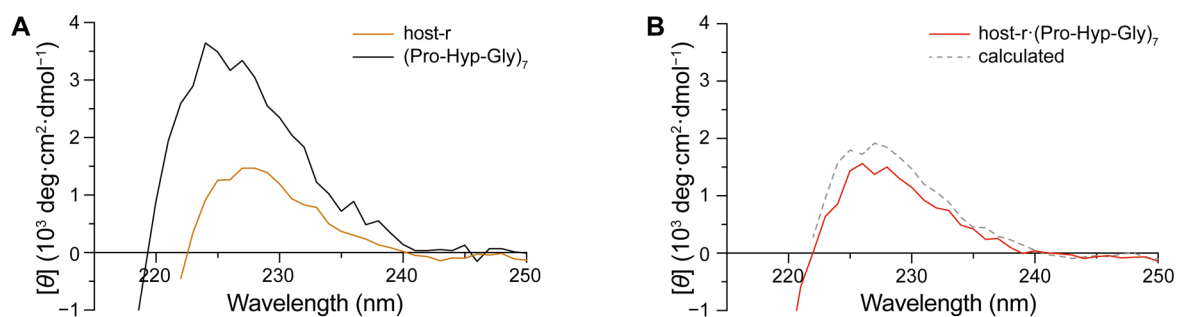 A
[θ] (10³ deg·cm²·dmol⁻¹)
4
3
2
1
0
−1
host-r
(Pro-Hyp-Gly)₇
220
230
240
250
Wavelength (nm)
B
[θ] (10³ deg·cm²·dmol⁻¹)
4
3
2
1
0
−1
host-r·(Pro-Hyp-Gly)₇
calculated
220
230
240
250
Wavelength (nm)